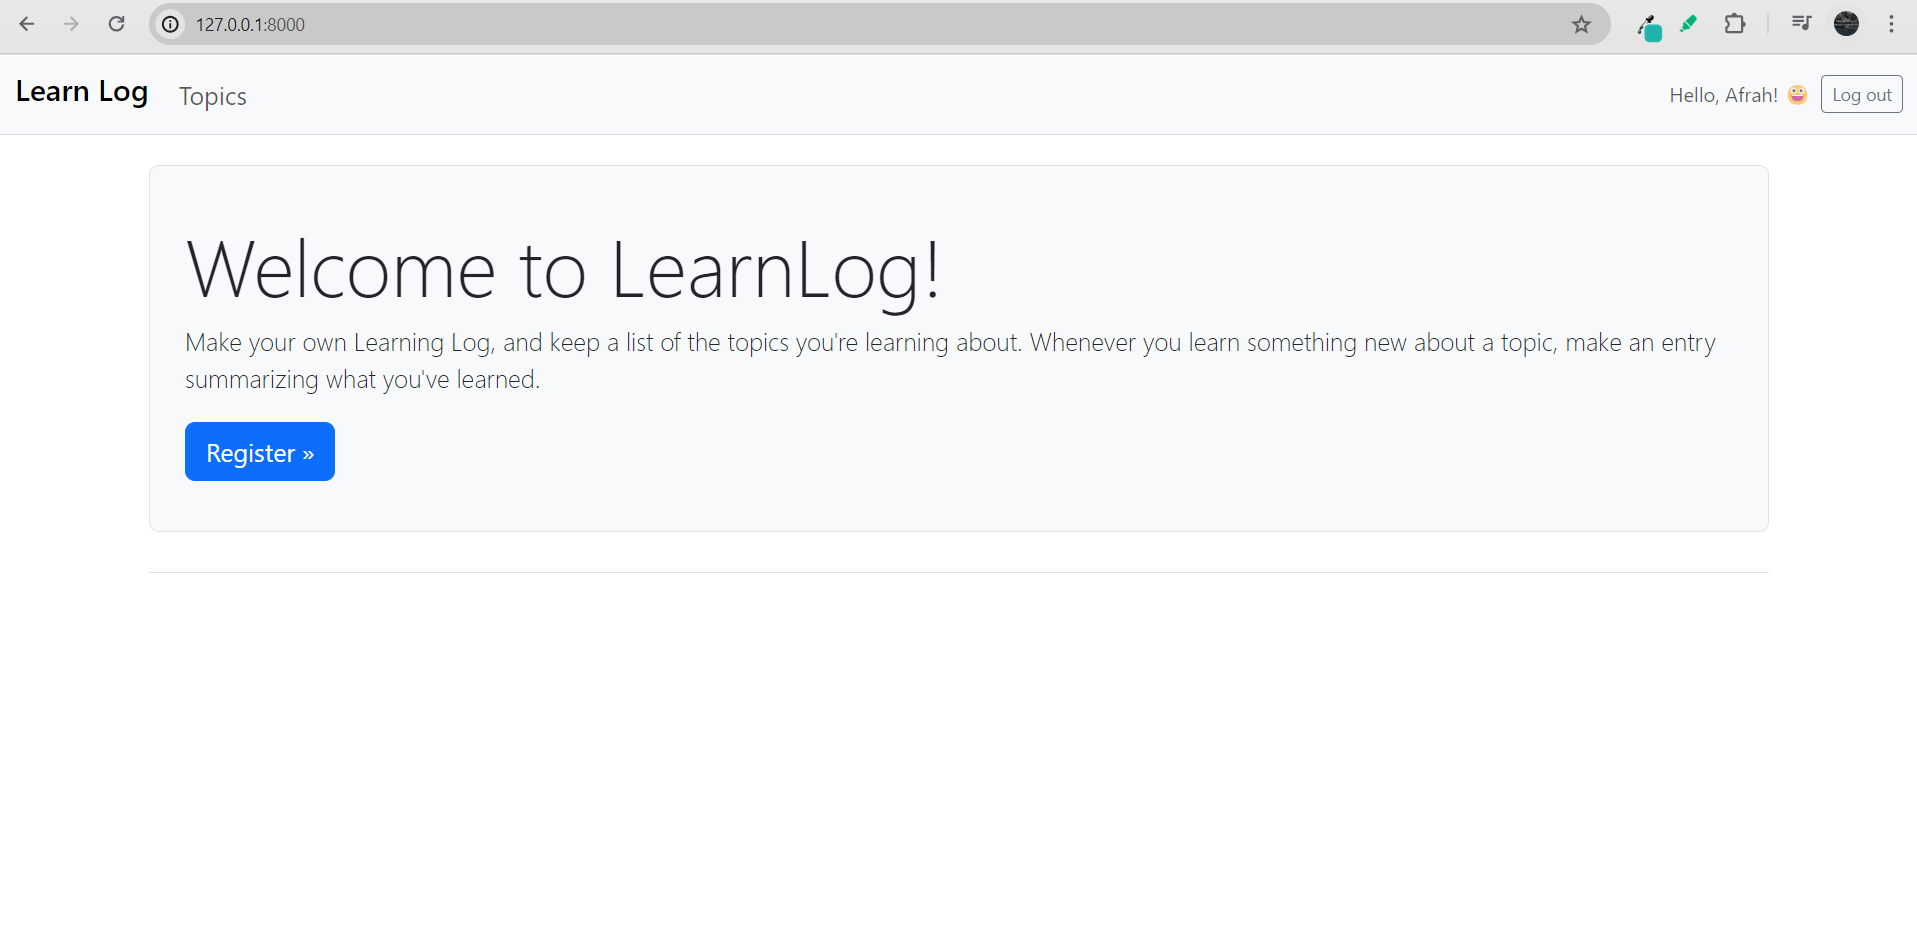 127.0.0.1:8000
Learn Log Topics Hello, Afrah! 😀 Log out
Welcome to LearnLog!
Make your own Learning Log, and keep a list of the topics you're learning about. Whenever you learn something new about a topic, make an entry
summarizing what you've learned.
Register »